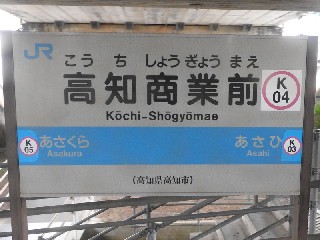 JR
こうちしょうぎょうまえ
高知商業前
K
04
Kōchi-Shōgyōmae
K
05
あさくら
Asakura
あさひ
Asahi
K
03
(高知県高知市)